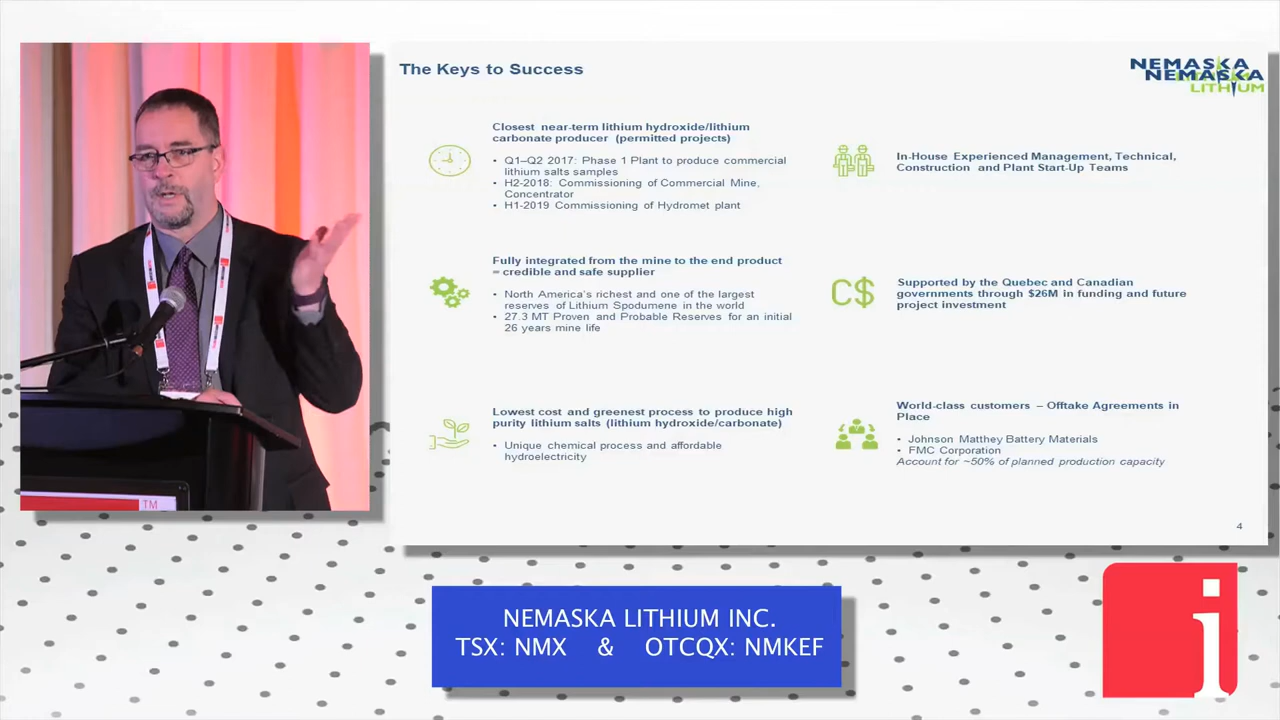 The Keys to Success
NEMASKA
NEMASKA
LITHIUM
Closest near-term lithium hydroxide/lithium
carbonate producer (permitted projects)
• Q1–Q2 2017: Phase 1 Plant to produce commercial
lithium salts samples
• H2-2018: Commissioning of Commercial Mine,
Concentrator
• H1-2019 Commissioning of Hydromet plant
In-House Experienced Management, Technical,
Construction and Plant Start-Up Teams
Fully integrated from the mine to the end product
= credible and safe supplier
• North America's richest and one of the largest
reserves of Lithium Spodumene in the world
• 27.3 MT Proven and Probable Reserves for an initial
26 years mine life
C$
Supported by the Quebec and Canadian
governments through $26M in funding and future
project investment
Lowest cost and greenest process to produce high
purity lithium salts (lithium hydroxide/carbonate)
• Unique chemical process and affordable
hydroelectricity
World-class customers – Offtake Agreements in
Place
• Johnson Matthey Battery Materials
• FMC Corporation
Account for ~50% of planned production capacity
4
TM
NEMASKA LITHIUM INC.
TSX: NMX & OTCQX: NMKEF
i